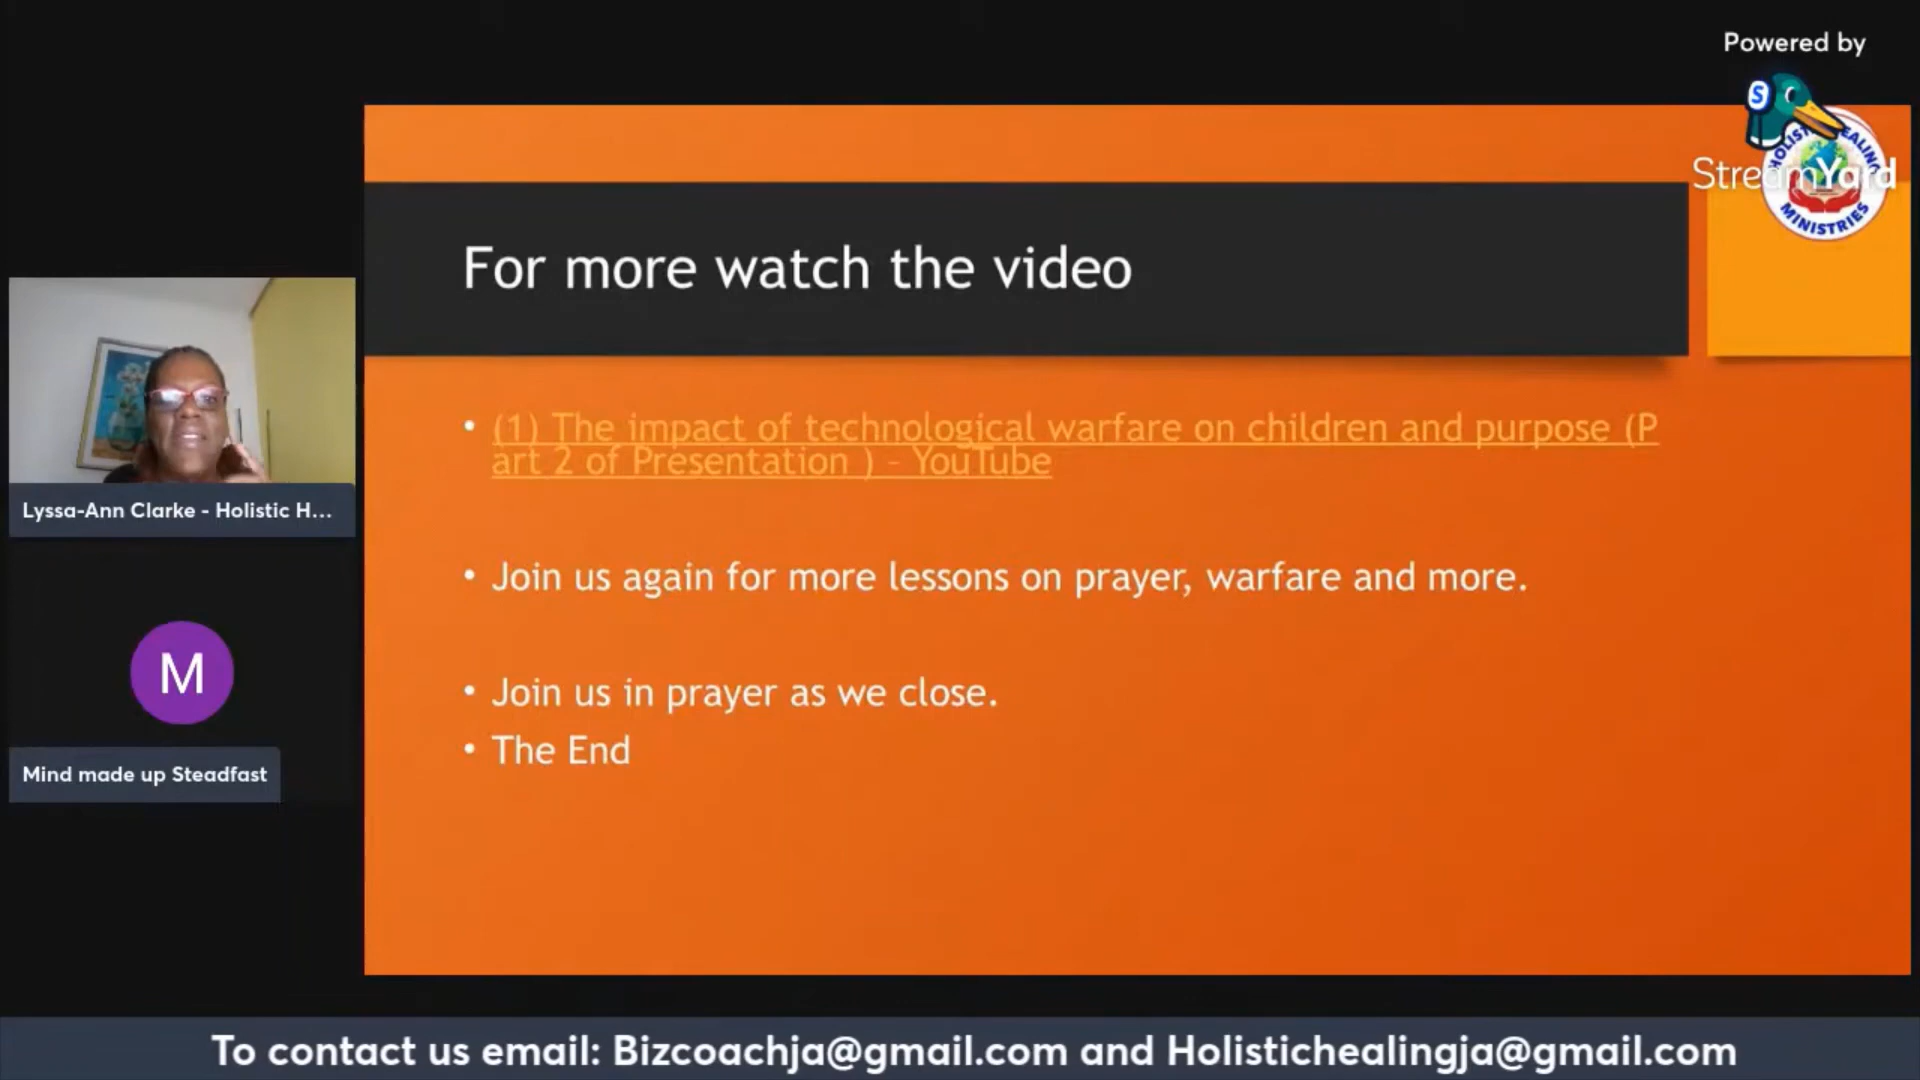 Powered by
S
StreamYard
HOLISTIC HEALING
MINISTRIES
For more watch the video
• (1) The impact of technological warfare on children and purpose (P
art 2 of Presentation ) – YouTube
• Join us again for more lessons on prayer, warfare and more.
• Join us in prayer as we close.
• The End
Lyssa-Ann Clarke - Holistic H...
M
Mind made up Steadfast
To contact us email: Bizcoachja@gmail.com and Holistichealingja@gmail.com